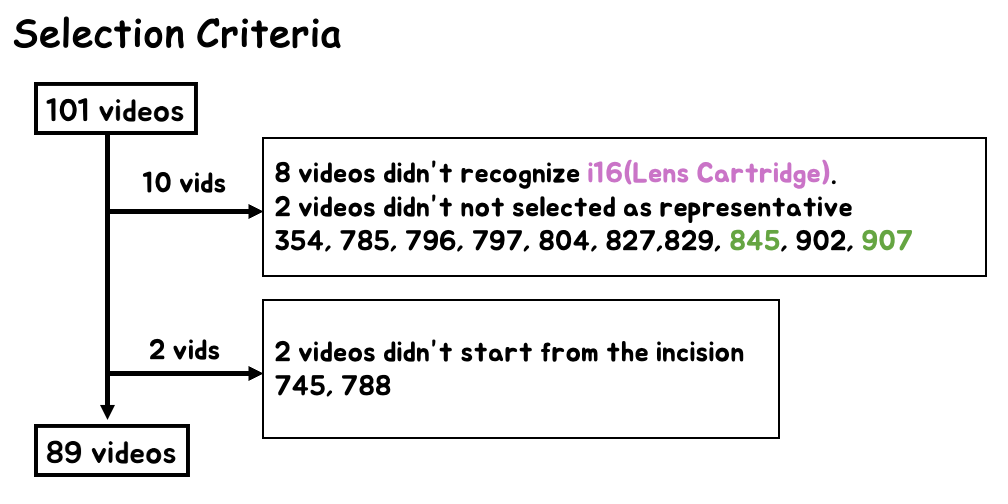 Selection Criteria
101 videos
10 vids
8 videos didn't recognize i16(Lens Cartridge).
2 videos didn't not selected as representative
354, 785, 796, 797, 804, 827,829, 845, 902, 907
2 vids
2 videos didn't start from the incision
745, 788
89 videos